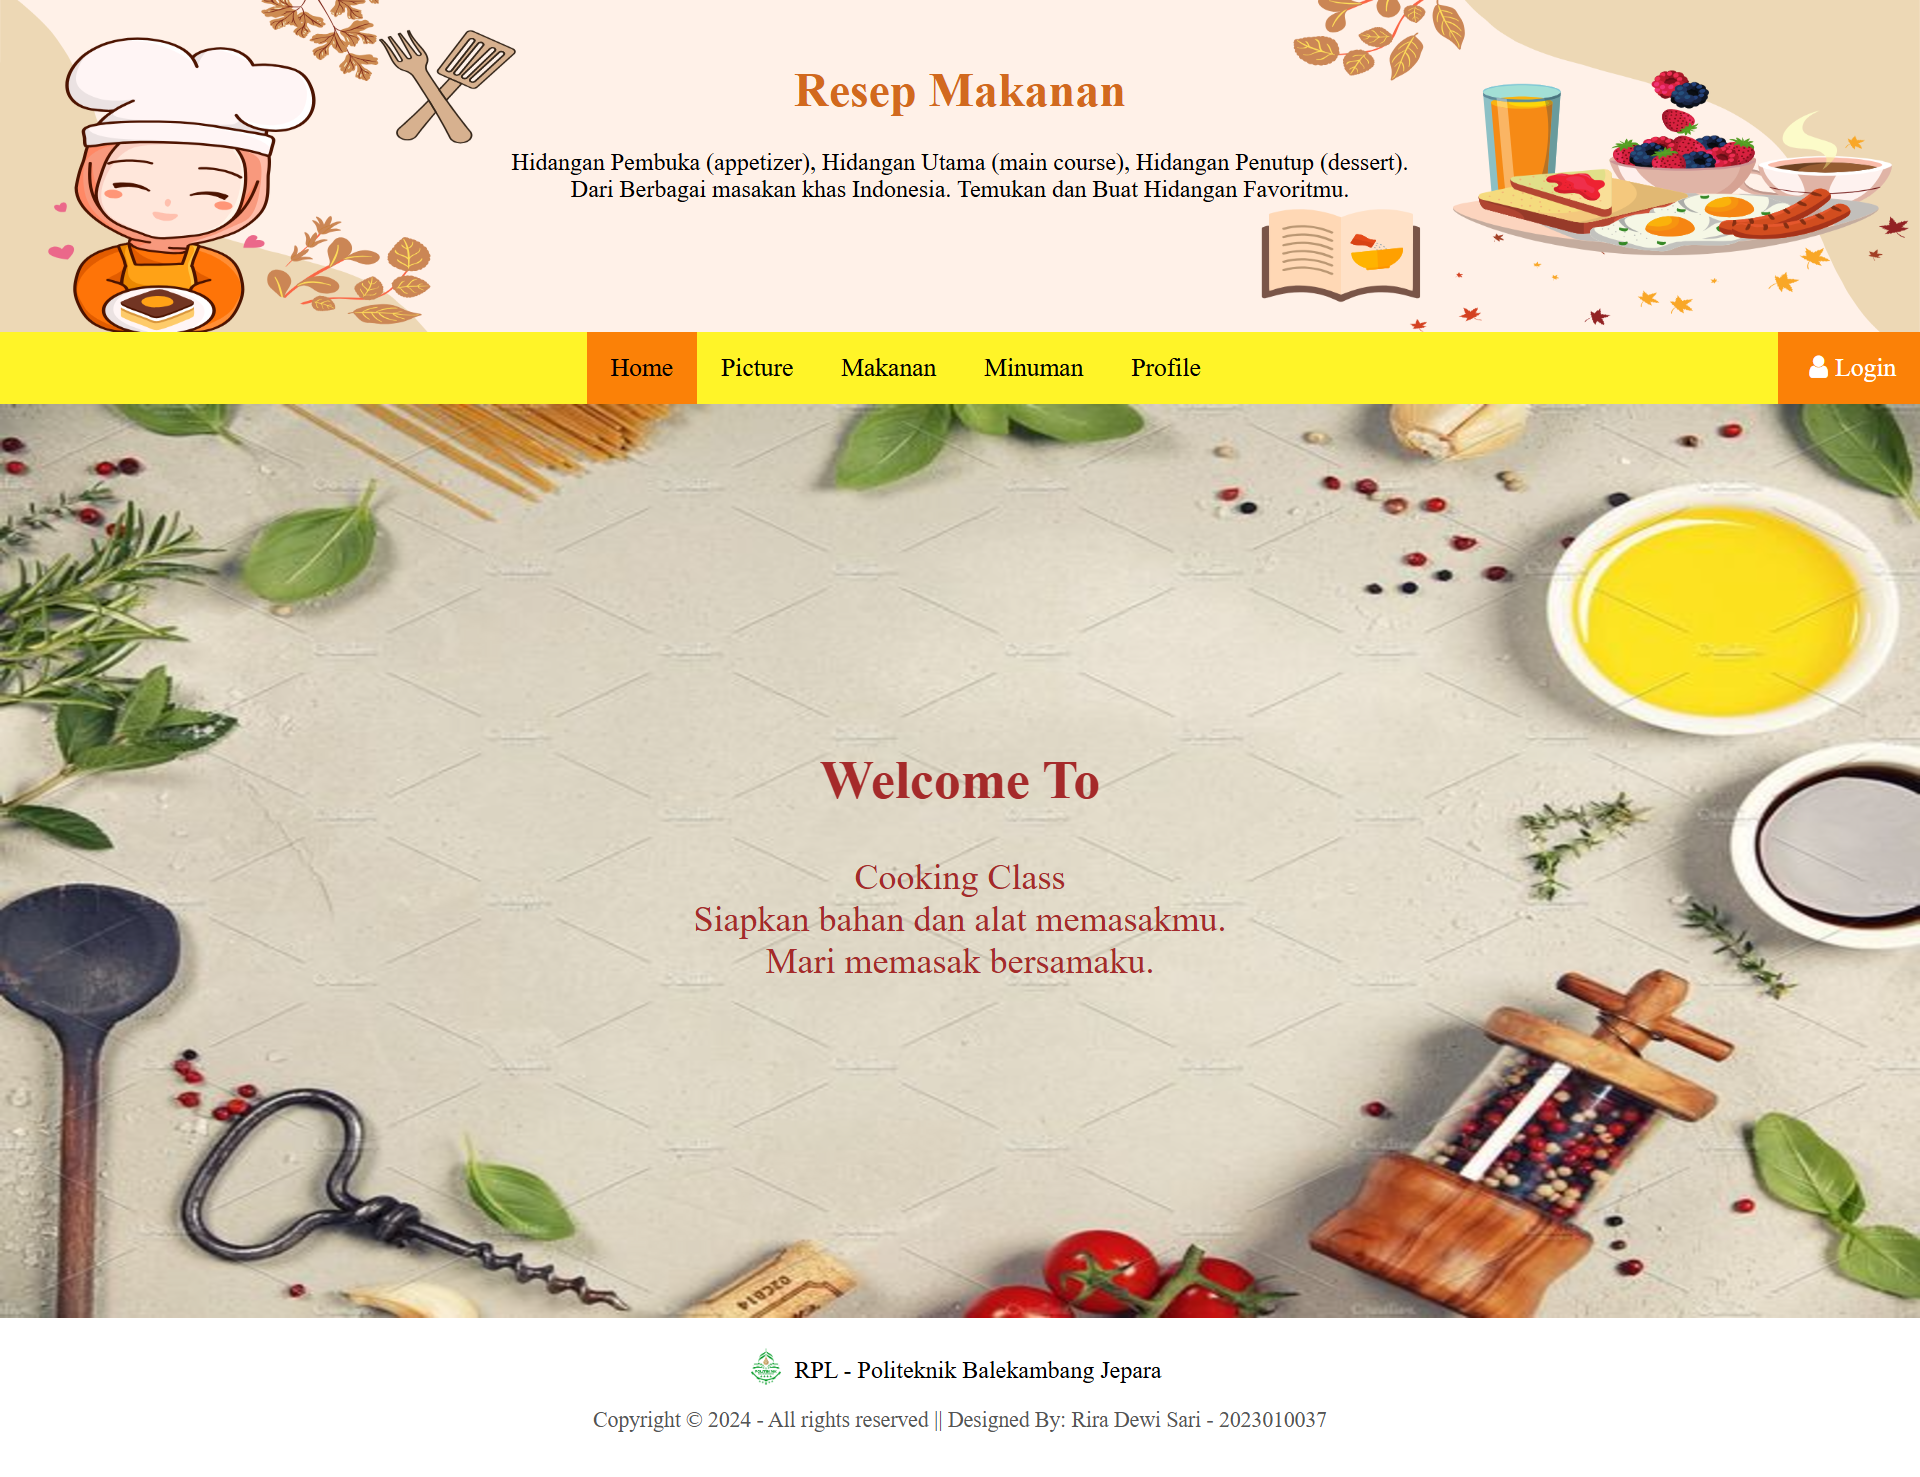 Resep Makanan
Hidangan Pembuka (appetizer), Hidangan Utama (main course), Hidangan Penutup (dessert).
Dari Berbagai masakan khas Indonesia. Temukan dan Buat Hidangan Favoritmu.
Home Picture Makanan Minuman Profile Login
Welcome To
Cooking Class
Siapkan bahan dan alat memasakmu.
Mari memasak bersamaku.
02CB14
RPL - Politeknik Balekambang Jepara
Copyright © 2024 - All rights reserved || Designed By: Rira Dewi Sari - 2023010037